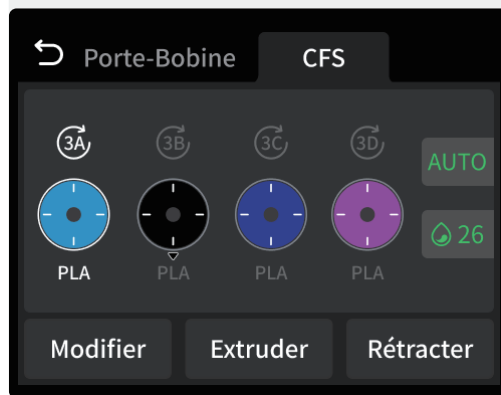 Porte-Bobine CFS
3A 3B 3C 3D
AUTO
26
PLA PLA PLA PLA
Modifier Extruder Rétracter